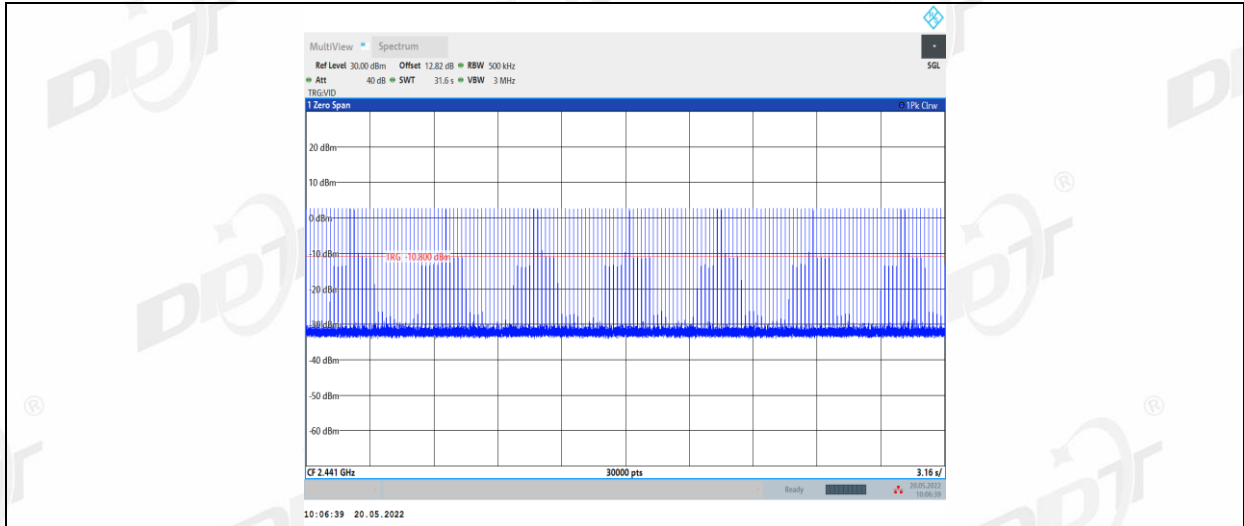 MultiView Spectrum
Ref Level 30.00 dBm Offset 12.82 dB RBW 500 kHz
SGL
Att 40 dB SWT 31.6 s VBW 3 MHz
TRG:VID
1 Zero Span 1Pk Clrw
20 dBm
10 dBm
0 dBm
-10 dBm
TRG -10.800 dBm
-20 dBm
-30 dBm
-40 dBm
-50 dBm
-60 dBm
CF 2.441 GHz 30000 pts 3.16 s/
Ready 20.05.2022
10:06:39
10:06:39 20.05.2022
DDT ®